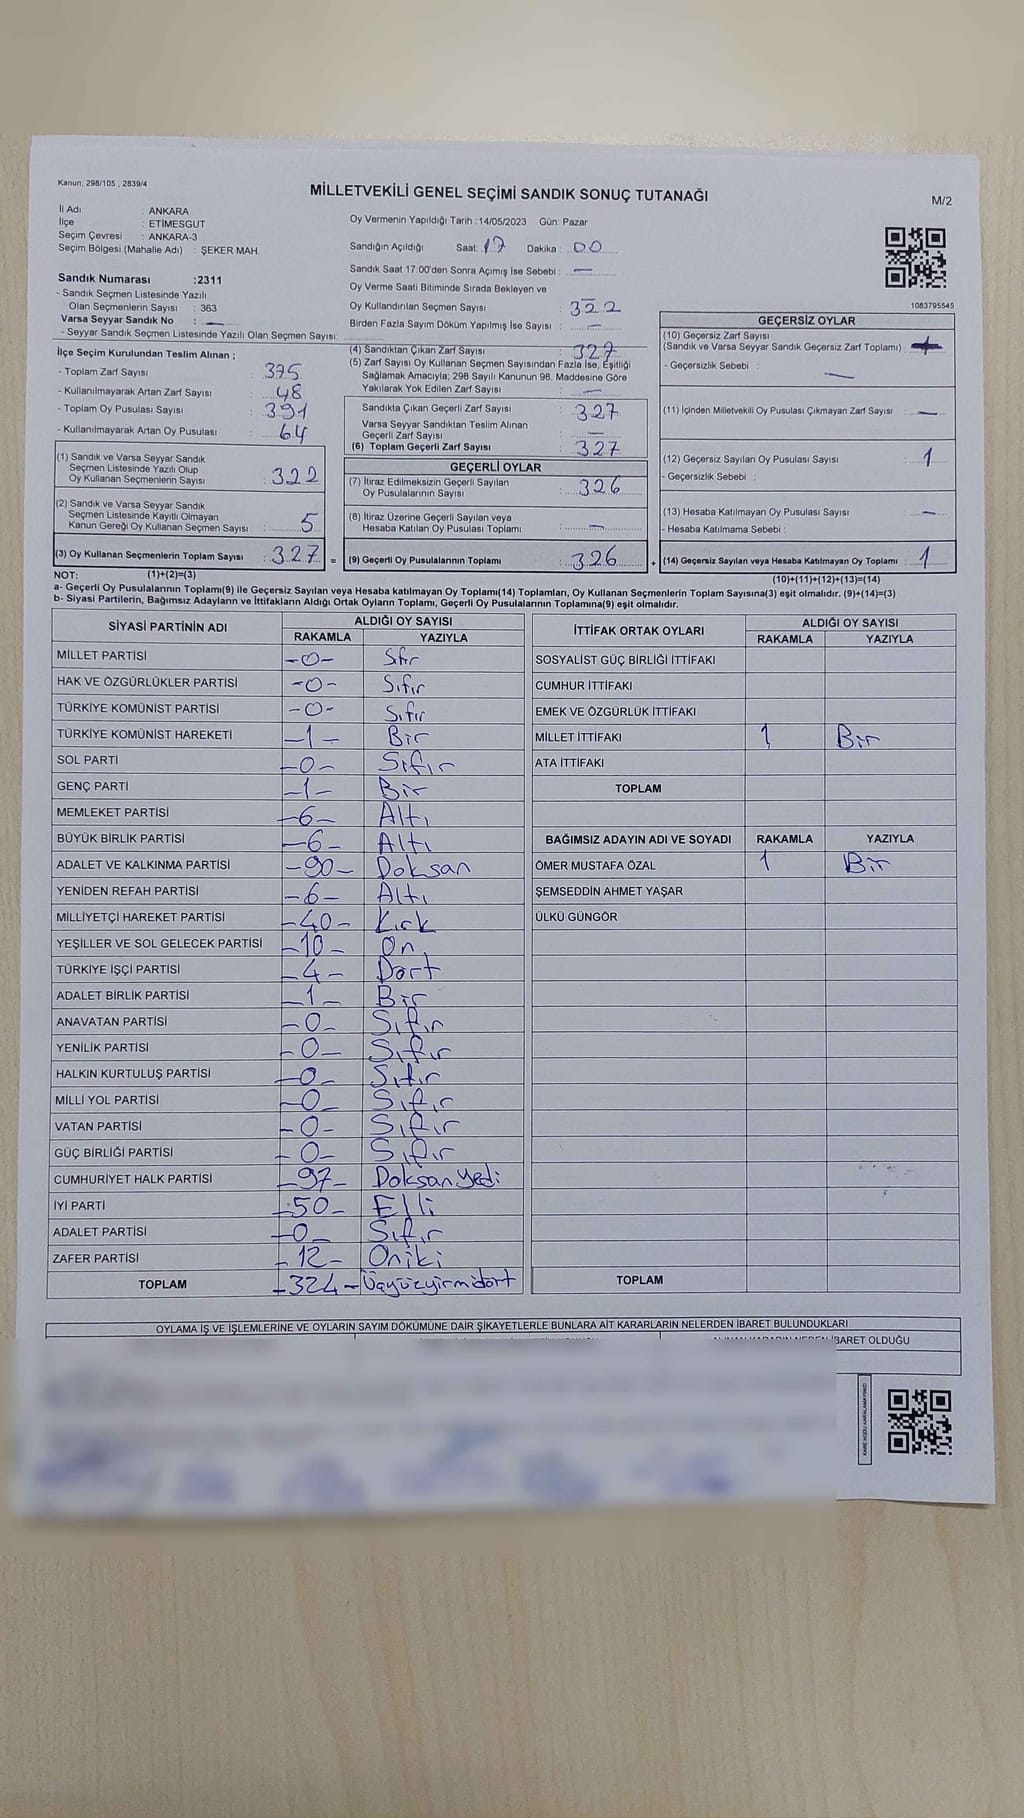 Kanun; 298/105 , 2839/4
MİLLETVEKİLİ GENEL SEÇİMİ SANDIK SONUÇ TUTANAĞI
M/2
İl Adı : ANKARA
İlçe : ETİMESGUT
Seçim Çevresi : ANKARA-3
Seçim Bölgesi (Mahalle Adı) : ŞEKER MAH.
Oy Vermenin Yapıldığı Tarih :14/05/2023 Gün: Pazar
Sandığın Açıldığı Saat: 17 Dakika : 00
Sandık Saat 17:00'den Sonra Açımış İse Sebebi : —
Oy Verme Saati Bitiminde Sırada Bekleyen ve
Oy Kullandırılan Seçmen Sayısı : 322
Birden Fazla Sayım Döküm Yapılmış İse Sayısı : —
1083795545
Sandık Numarası :2311
- Sandık Seçmen Listesinde Yazılı
Olan Seçmenlerin Sayısı : 363
Varsa Seyyar Sandık No : —
- Seyyar Sandık Seçmen Listesinde Yazılı Olan Seçmen Sayısı:
İlçe Seçim Kurulundan Teslim Alınan ;
- Toplam Zarf Sayısı : 375
- Kullanılmayarak Artan Zarf Sayısı : 48
- Toplam Oy Pusulası Sayısı : 391
- Kullanılmayarak Artan Oy Pusulası : 64
(1) Sandık ve Varsa Seyyar Sandık
Seçmen Listesinde Yazılı Olup
Oy Kullanan Seçmenlerin Sayısı : 322
(2) Sandık ve Varsa Seyyar Sandık
Seçmen Listesinde Kayıtlı Olmayan
Kanun Gereği Oy Kullanan Seçmen Sayısı : 5
(3) Oy Kullanan Seçmenlerin Toplam Sayısı : 327 =
(4) Sandıktan Çıkan Zarf Sayısı : 327
(5) Zarf Sayısı Oy Kullanan Seçmen Sayısından Fazla İse, Eşitliği
Sağlamak Amacıyla; 298 Sayılı Kanunun 98. Maddesine Göre
Yakılarak Yok Edilen Zarf Sayısı : —
Sandıkta Çıkan Geçerli Zarf Sayısı : 327
Varsa Seyyar Sandıktan Teslim Alınan
Geçerli Zarf Sayısı : —
(6) Toplam Geçerli Zarf Sayısı : 327
GEÇERLİ OYLAR
(7) İtiraz Edilmeksizin Geçerli Sayılan
Oy Pusulalarının Sayısı : 326
(8) İtiraz Üzerine Geçerli Sayılan veya
Hesaba Katılan Oy Pusulası Toplamı : —
(9) Geçerli Oy Pusulalarının Toplamı : 326 +
GEÇERSİZ OYLAR
(10) Geçersiz Zarf Sayısı
(Sandık ve Varsa Seyyar Sandık Geçersiz Zarf Toplamı) :
- Geçersizlik Sebebi : —
(11) İçinden Milletvekili Oy Pusulası Çıkmayan Zarf Sayısı : —
(12) Geçersiz Sayılan Oy Pusulası Sayısı : 1
- Geçersizlik Sebebi :
(13) Hesaba Katılmayan Oy Pusulası Sayısı : —
- Hesaba Katılmama Sebebi :
(14) Geçersiz Sayılan veya Hesaba Katılmayan Oy Toplamı : 1
NOT: (1)+(2)=(3) (10)+(11)+(12)+(13)=(14)
a- Geçerli Oy Pusulalarının Toplamı(9) ile Geçersiz Sayılan veya Hesaba katılmayan Oy Toplamı(14) Toplamları, Oy Kullanan Seçmenlerin Toplam Sayısına(3) eşit olmalıdır. (9)+(14)=(3)
b- Siyasi Partilerin, Bağımsız Adayların ve İttifakların Aldığı Ortak Oyların Toplamı, Geçerli Oy Pusulalarının Toplamına(9) eşit olmalıdır.
SİYASİ PARTİNİN ADI ALDIĞI OY SAYISI
RAKAMLA YAZIYLA
MİLLET PARTİSİ -0- Sıfır
HAK VE ÖZGÜRLÜKLER PARTİSİ -0- Sıfır
TÜRKİYE KOMÜNİST PARTİSİ -0- Sıfır
TÜRKİYE KOMÜNİST HAREKETİ -1- Bir
SOL PARTİ -0- Sıfır
GENÇ PARTİ -1- Bir
MEMLEKET PARTİSİ -6- Altı
BÜYÜK BİRLİK PARTİSİ -6- Altı
ADALET VE KALKINMA PARTİSİ -90- Doksan
YENİDEN REFAH PARTİSİ -6- Altı
MİLLİYETÇİ HAREKET PARTİSİ -40- Kırk
YEŞİLLER VE SOL GELECEK PARTİSİ -10- On
TÜRKİYE İŞÇİ PARTİSİ -4- Dört
ADALET BİRLİK PARTİSİ -1- Bir
ANAVATAN PARTİSİ -0- Sıfır
YENİLİK PARTİSİ -0- Sıfır
HALKIN KURTULUŞ PARTİSİ -0- Sıfır
MİLLİ YOL PARTİSİ -0- Sıfır
VATAN PARTİSİ -0- Sıfır
GÜÇ BİRLİĞİ PARTİSİ -0- Sıfır
CUMHURİYET HALK PARTİSİ -97- Doksanyedi
İYİ PARTİ -50- Elli
ADALET PARTİSİ -0- Sıfır
ZAFER PARTİSİ -12- Oniki
TOPLAM -324- Üçyüzyirmidört
İTTİFAK ORTAK OYLARI ALDIĞI OY SAYISI
RAKAMLA YAZIYLA
SOSYALİST GÜÇ BİRLİĞİ İTTİFAKI
CUMHUR İTTİFAKI
EMEK VE ÖZGÜRLÜK İTTİFAKI
MİLLET İTTİFAKI 1 Bir
ATA İTTİFAKI
TOPLAM
BAĞIMSIZ ADAYIN ADI VE SOYADI RAKAMLA YAZIYLA
ÖMER MUSTAFA ÖZAL 1 Bir
ŞEMSEDDİN AHMET YAŞAR
ÜLKÜ GÜNGÖR
TOPLAM
OYLAMA İŞ VE İŞLEMLERİNE VE OYLARIN SAYIM DÖKÜMÜNE DAİR ŞİKAYETLERLE BUNLARA AİT KARARLARIN NELERDEN İBARET BULUNDUKLARI
İBARET OLDUĞU
KARE KODU KARALAMAYINIZ!